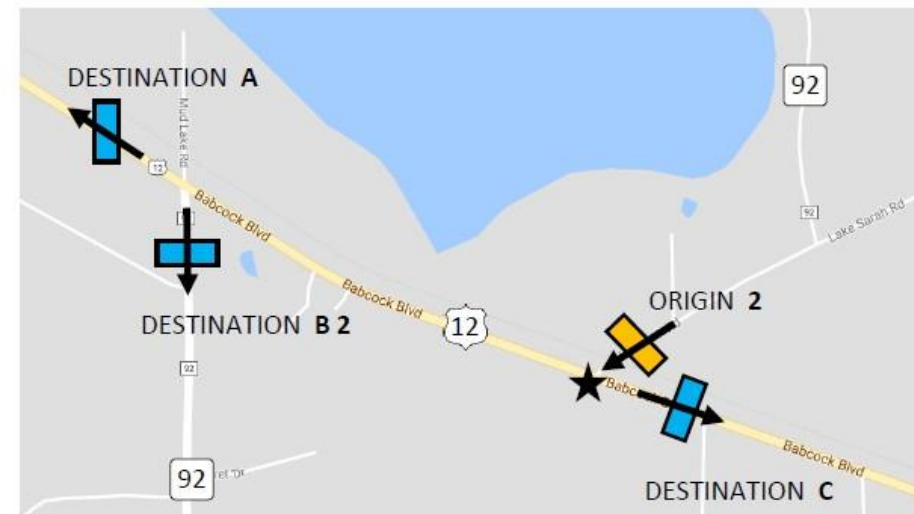 DESTINATION A
92
Mud Lake Rd
12
Babcock Blvd
92
Lake Sarah Rd
Babcock Blvd
ORIGIN 2
DESTINATION B 2
12
92
Babcock Blvd
92
DESTINATION C